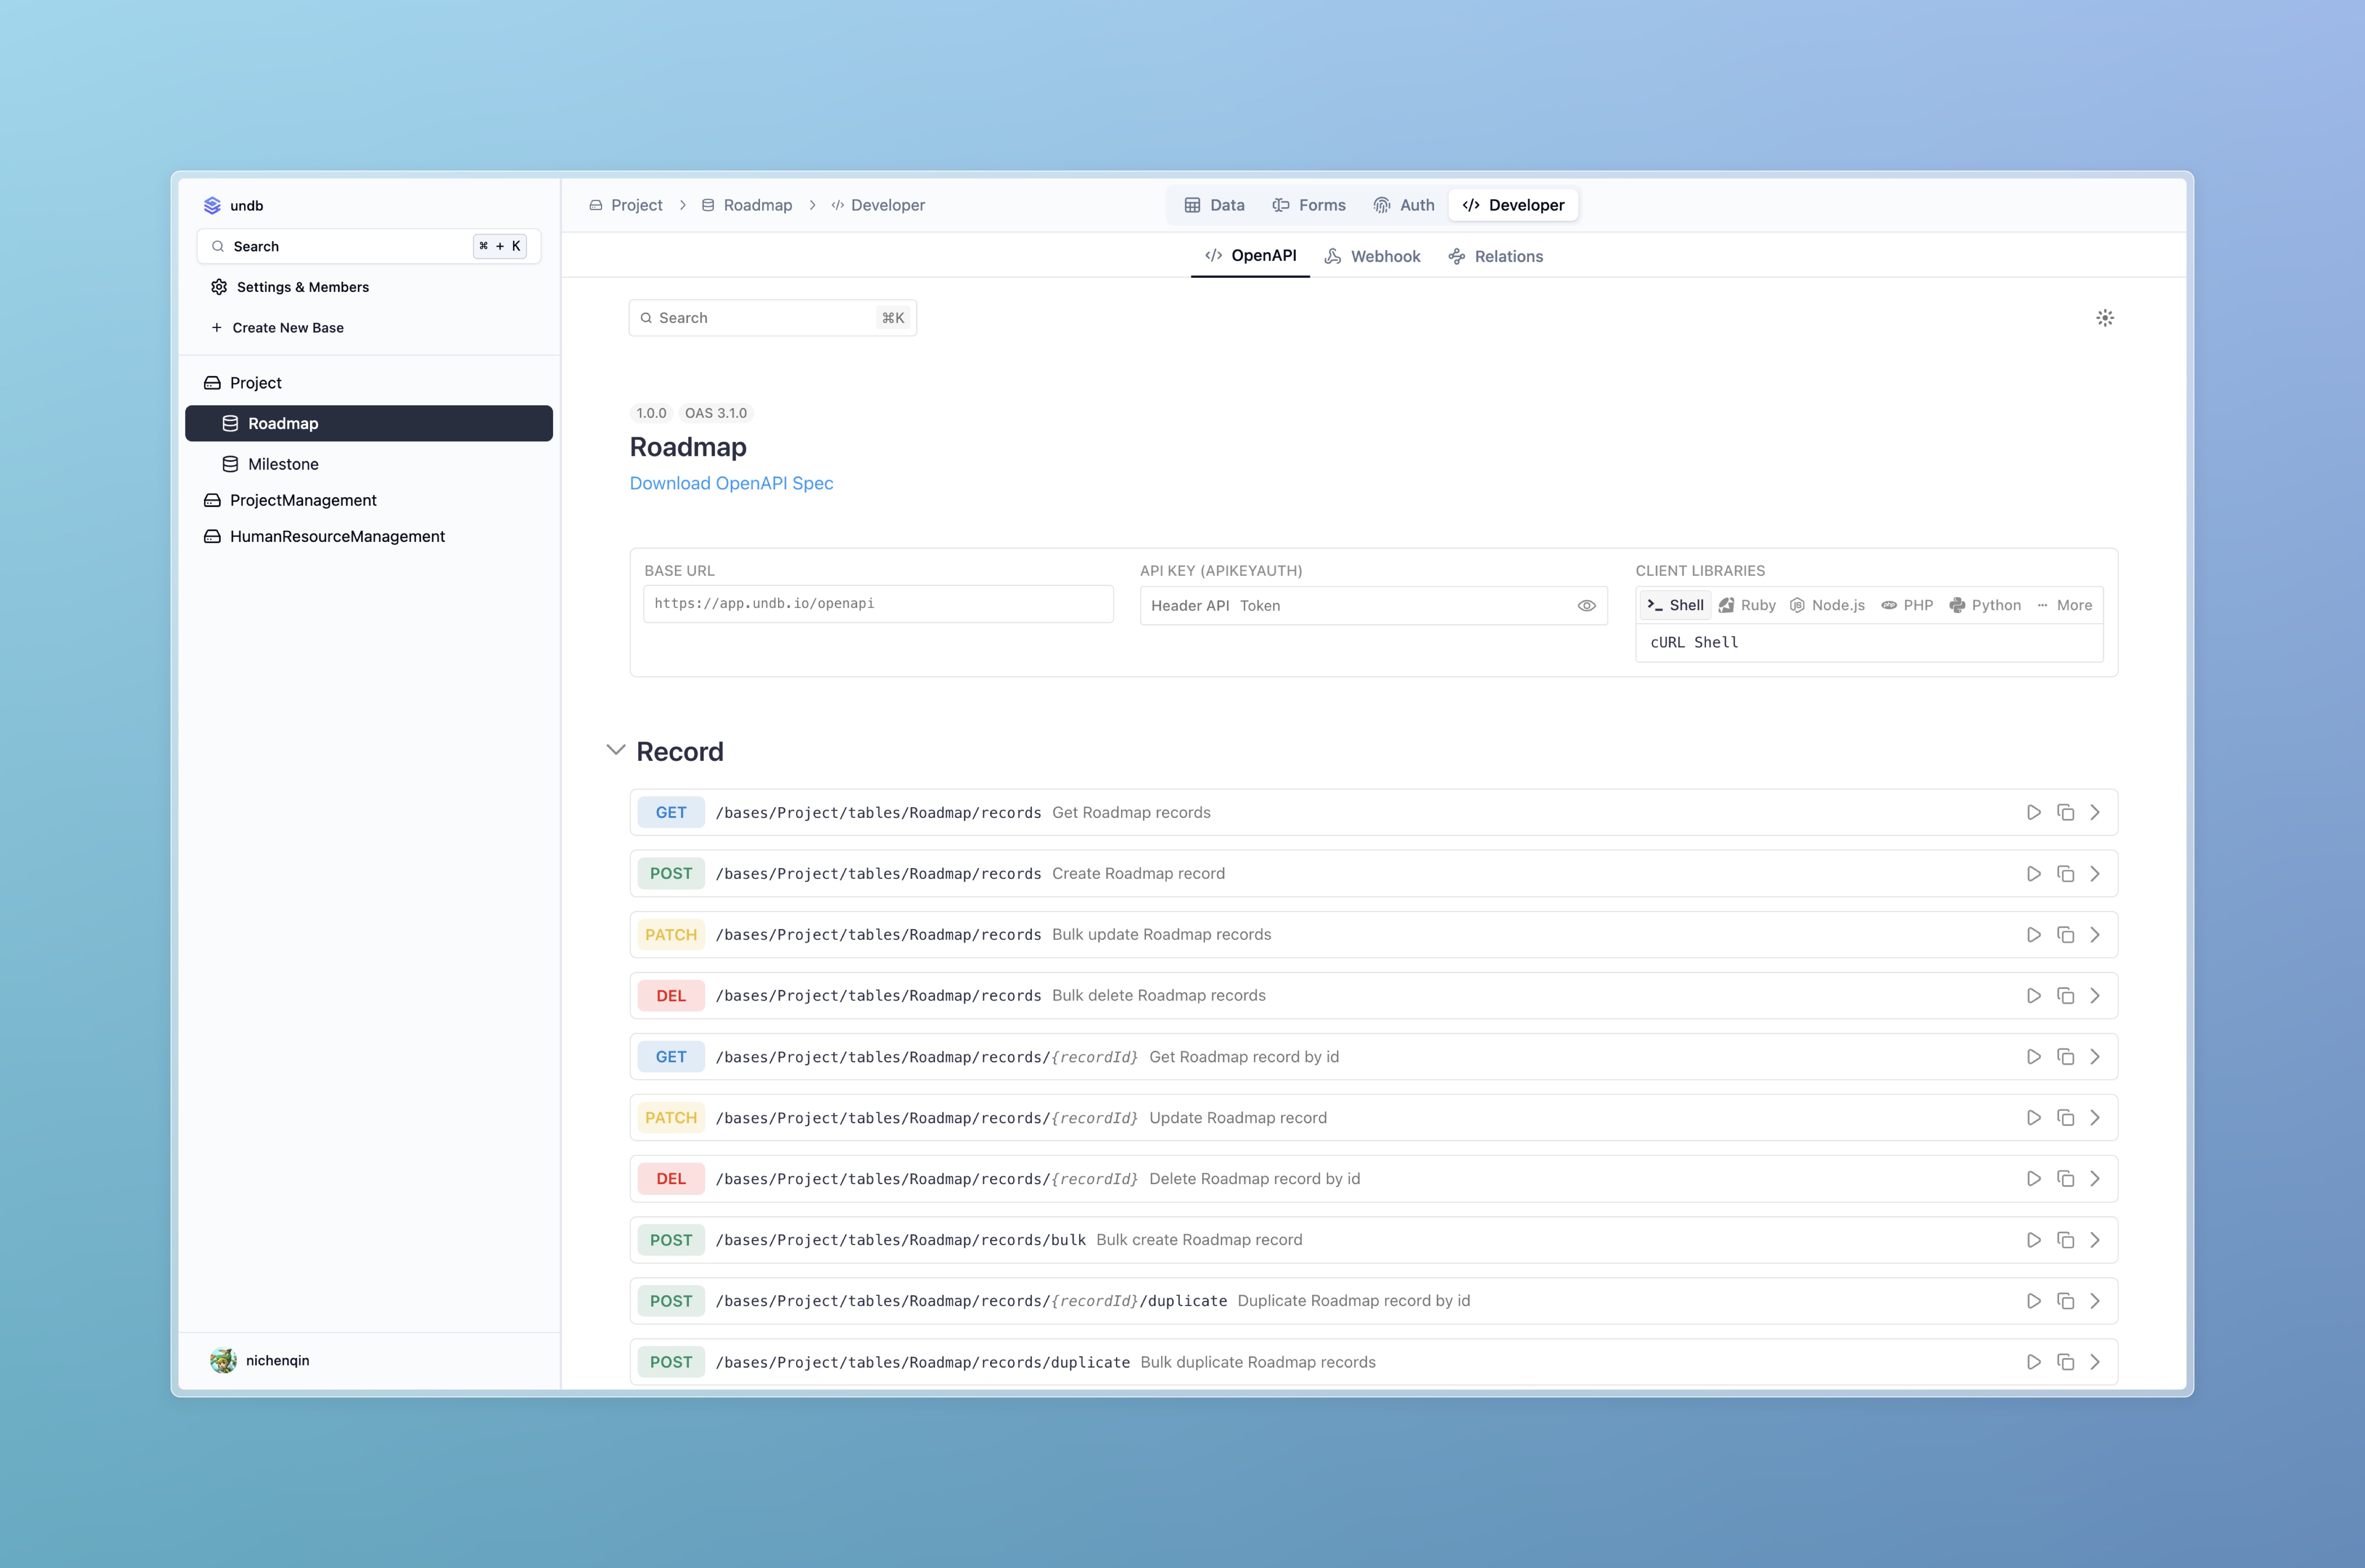 undb
Search ⌘ + K
Settings & Members
+ Create New Base
Project
Roadmap
Milestone
ProjectManagement
HumanResourceManagement
nichenqin
Project > Roadmap > </> Developer
Data Forms Auth </> Developer
</> OpenAPI Webhook Relations
Search ⌘K
1.0.0 OAS 3.1.0
Roadmap
Download OpenAPI Spec
BASE URL
https://app.undb.io/openapi
API KEY (APIKEYAUTH)
Header API Token
CLIENT LIBRARIES
Shell Ruby Node.js PHP Python ··· More
cURL Shell
Record
GET /bases/Project/tables/Roadmap/records Get Roadmap records
POST /bases/Project/tables/Roadmap/records Create Roadmap record
PATCH /bases/Project/tables/Roadmap/records Bulk update Roadmap records
DEL /bases/Project/tables/Roadmap/records Bulk delete Roadmap records
GET /bases/Project/tables/Roadmap/records/{recordId} Get Roadmap record by id
PATCH /bases/Project/tables/Roadmap/records/{recordId} Update Roadmap record
DEL /bases/Project/tables/Roadmap/records/{recordId} Delete Roadmap record by id
POST /bases/Project/tables/Roadmap/records/bulk Bulk create Roadmap record
POST /bases/Project/tables/Roadmap/records/{recordId}/duplicate Duplicate Roadmap record by id
POST /bases/Project/tables/Roadmap/records/duplicate Bulk duplicate Roadmap records